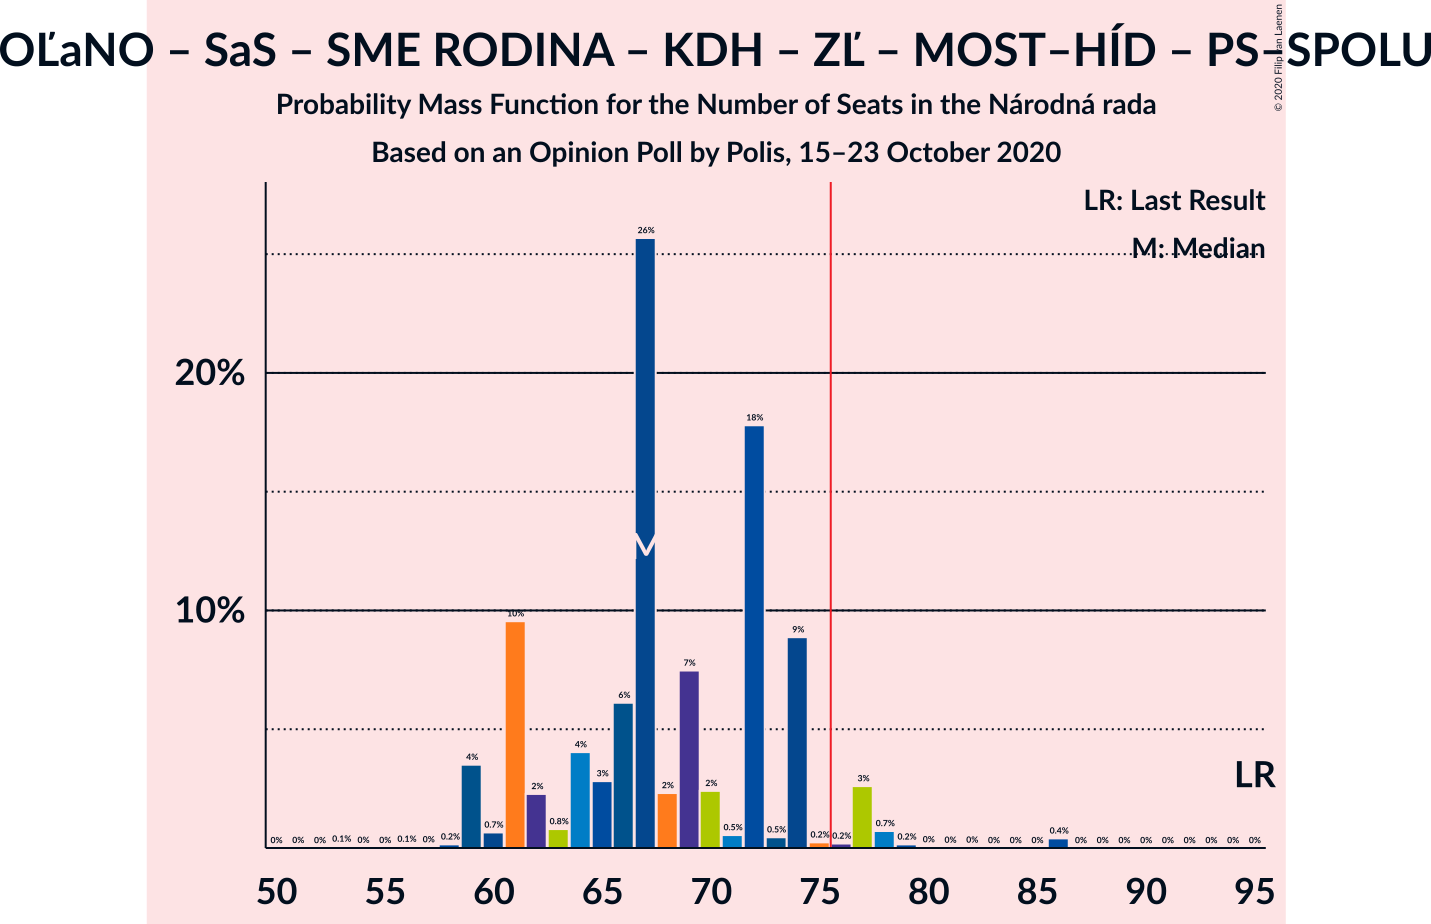 OĽaNO – SaS – SME RODINA – KDH – ZĽ – MOST–HÍD – PS–SPOLU
© 2020 Filip van Laenen
Probability Mass Function for the Number of Seats in the Národná rada
Based on an Opinion Poll by Polis, 15–23 October 2020
LR: Last Result
M: Median
20%
10%
0% 0% 0% 0.1% 0% 0% 0.1% 0% 0.2% 4% 0.7% 10% 2% 0.8% 4% 3% 6% 26% 2% 7% 2% 0.5% 18% 0.5% 9% 0.2% 0.2% 3% 0.7% 0.2% 0% 0% 0% 0% 0% 0% 0.4% 0% 0% 0% 0% 0% 0% 0% 0% 0%
M
LR
50 55 60 65 70 75 80 85 90 95